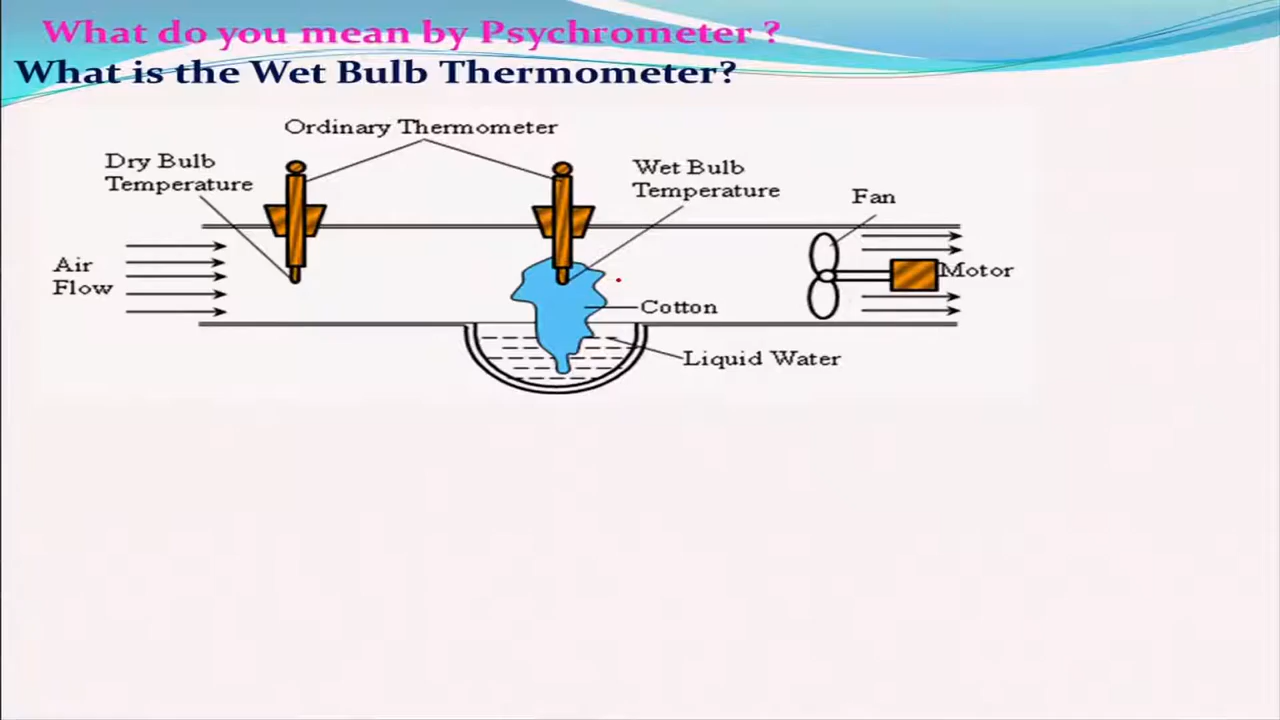 What do you mean by Psychrometer ?
What is the Wet Bulb Thermometer?
Ordinary Thermometer
Dry Bulb
Temperature
Wet Bulb
Temperature
Fan
Air
Flow
Motor
Cotton
Liquid Water